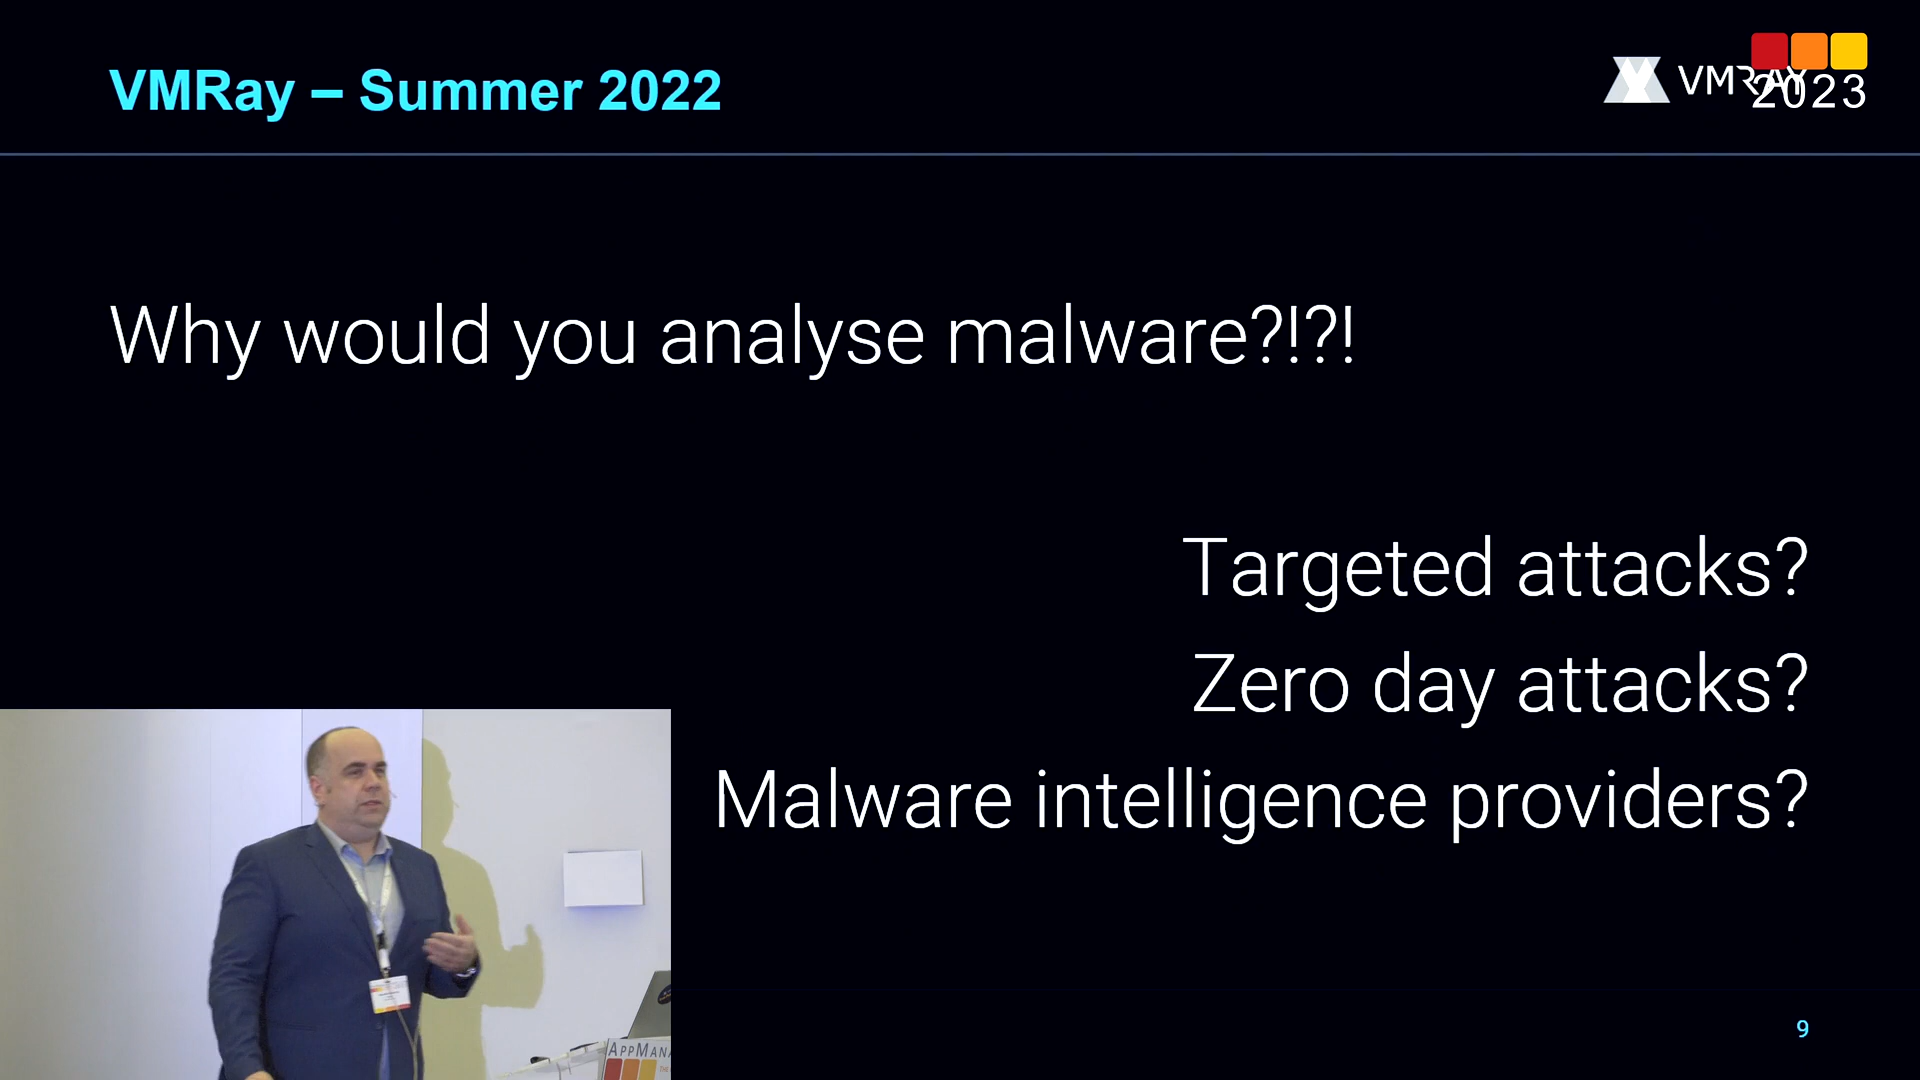 VMRay – Summer 2022
VMRAY
2023
Why would you analyse malware?!?!
Targeted attacks?
Zero day attacks?
Malware intelligence providers?
APPMANA
9